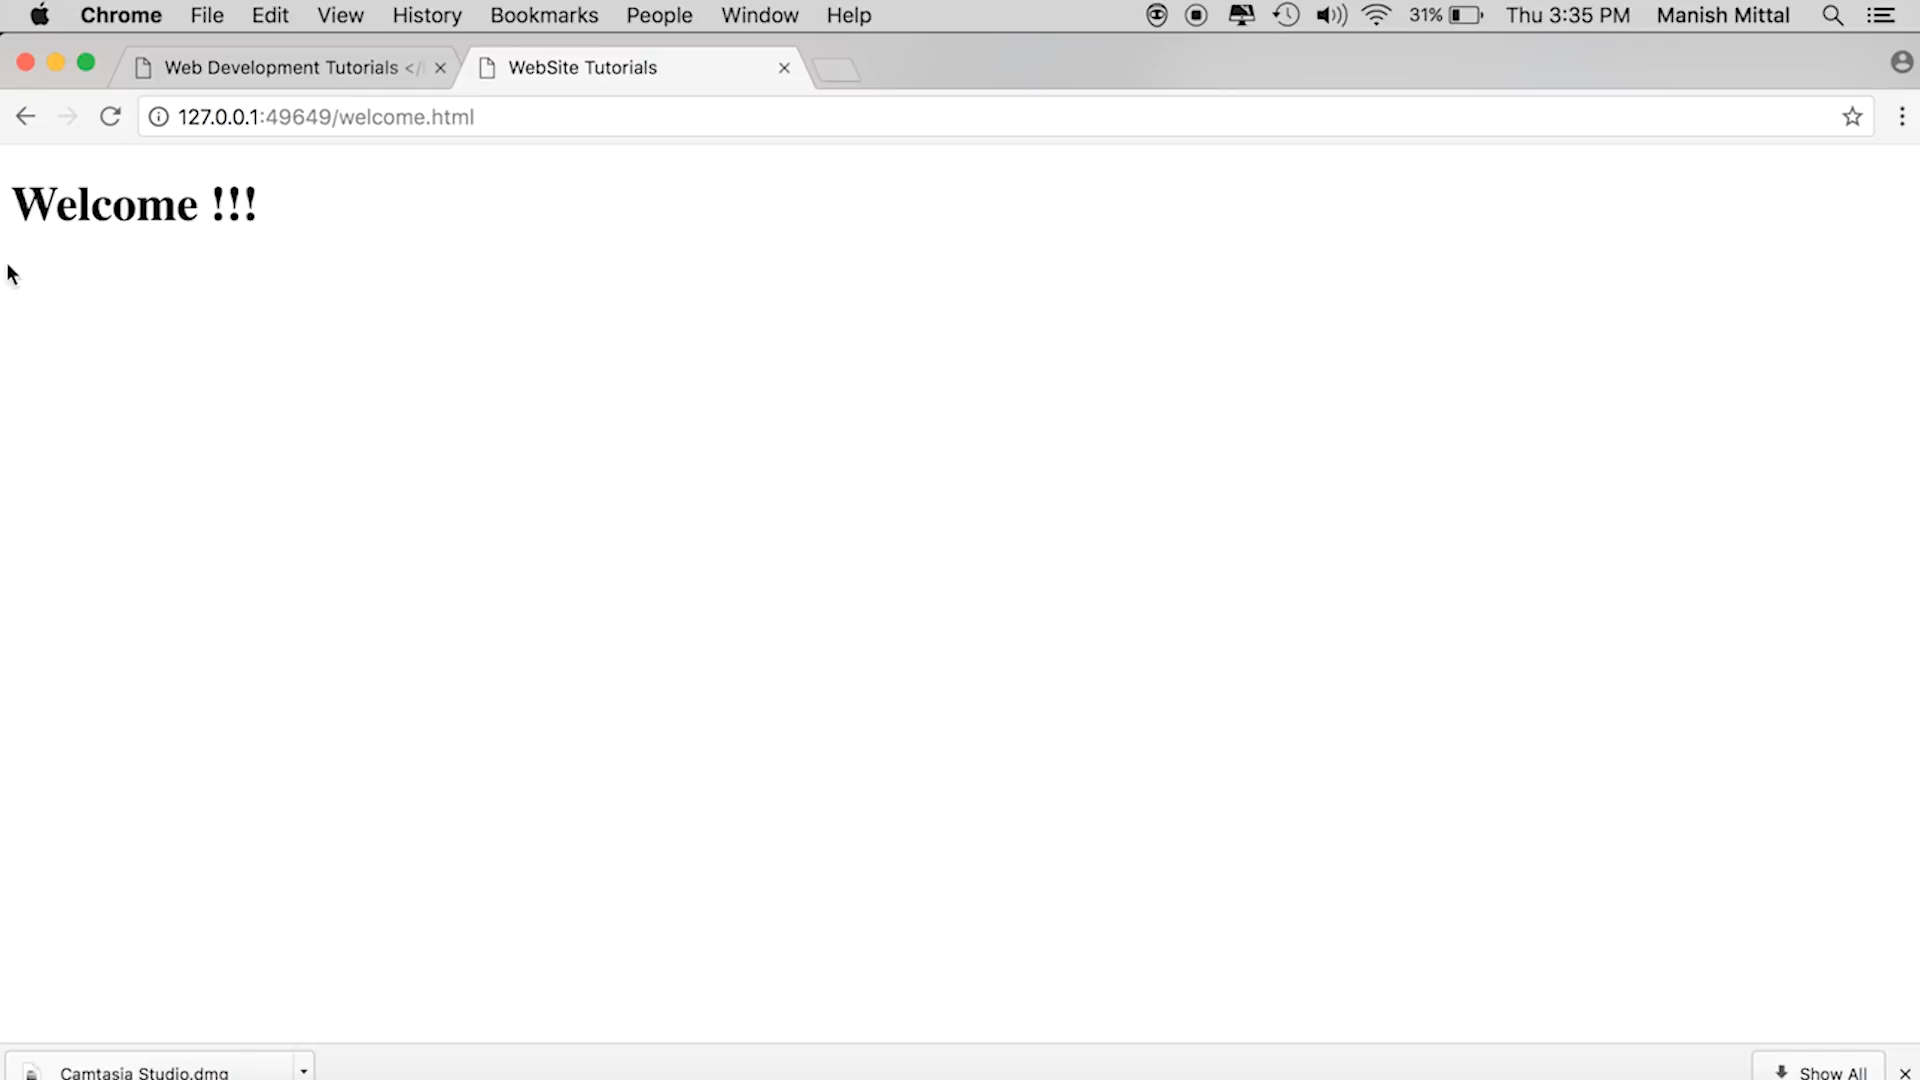 Chrome File Edit View History Bookmarks People Window Help 31% Thu 3:35 PM Manish Mittal
Web Development Tutorials </ WebSite Tutorials
127.0.0.1:49649/welcome.html
Welcome !!!
Camtasia Studio.dmg Show All